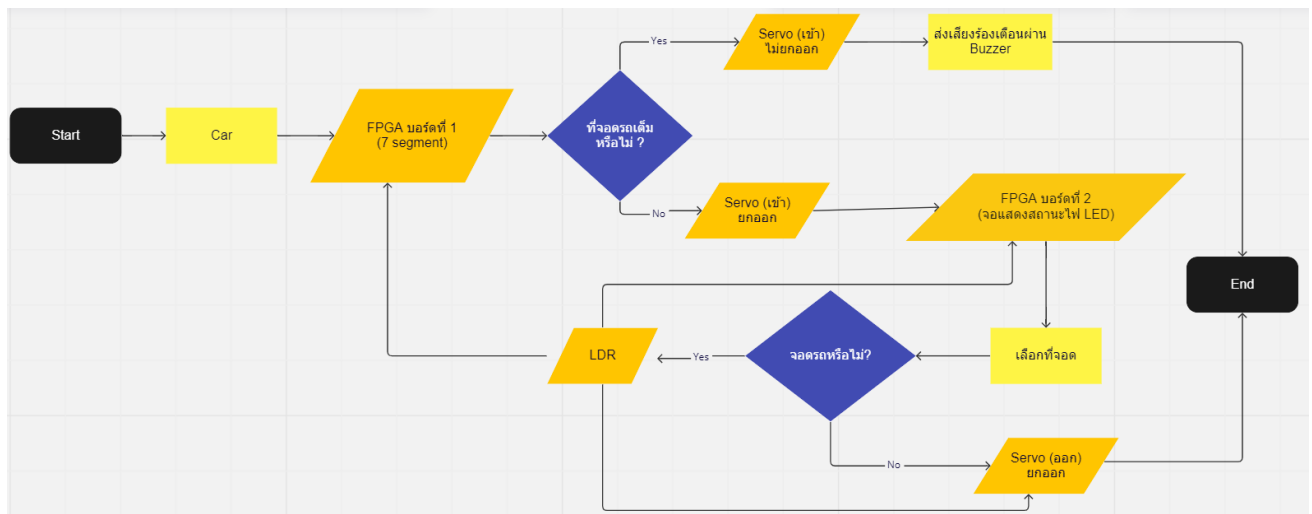 Start
Car
FPGA บอร์ดที่ 1
(7 segment)
ที่จอดรถเต็ม
หรือไม่ ?
Yes
Servo (เข้า)
ไม่ยกออก
ส่งเสียงร้องเตือนผ่าน
Buzzer
No
Servo (เข้า)
ยกออก
FPGA บอร์ดที่ 2
(จอแสดงสถานะไฟ LED)
End
เลือกที่จอด
จอดรถหรือไม่?
Yes
LDR
No
Servo (ออก)
ยกออก